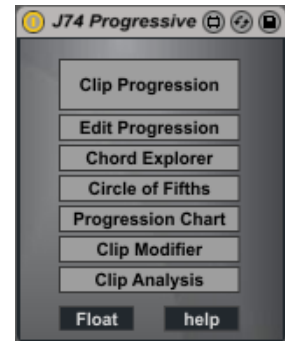 J74 Progressive
Clip Progression
Edit Progression
Chord Explorer
Circle of Fifths
Progression Chart
Clip Modifier
Clip Analysis
Float help